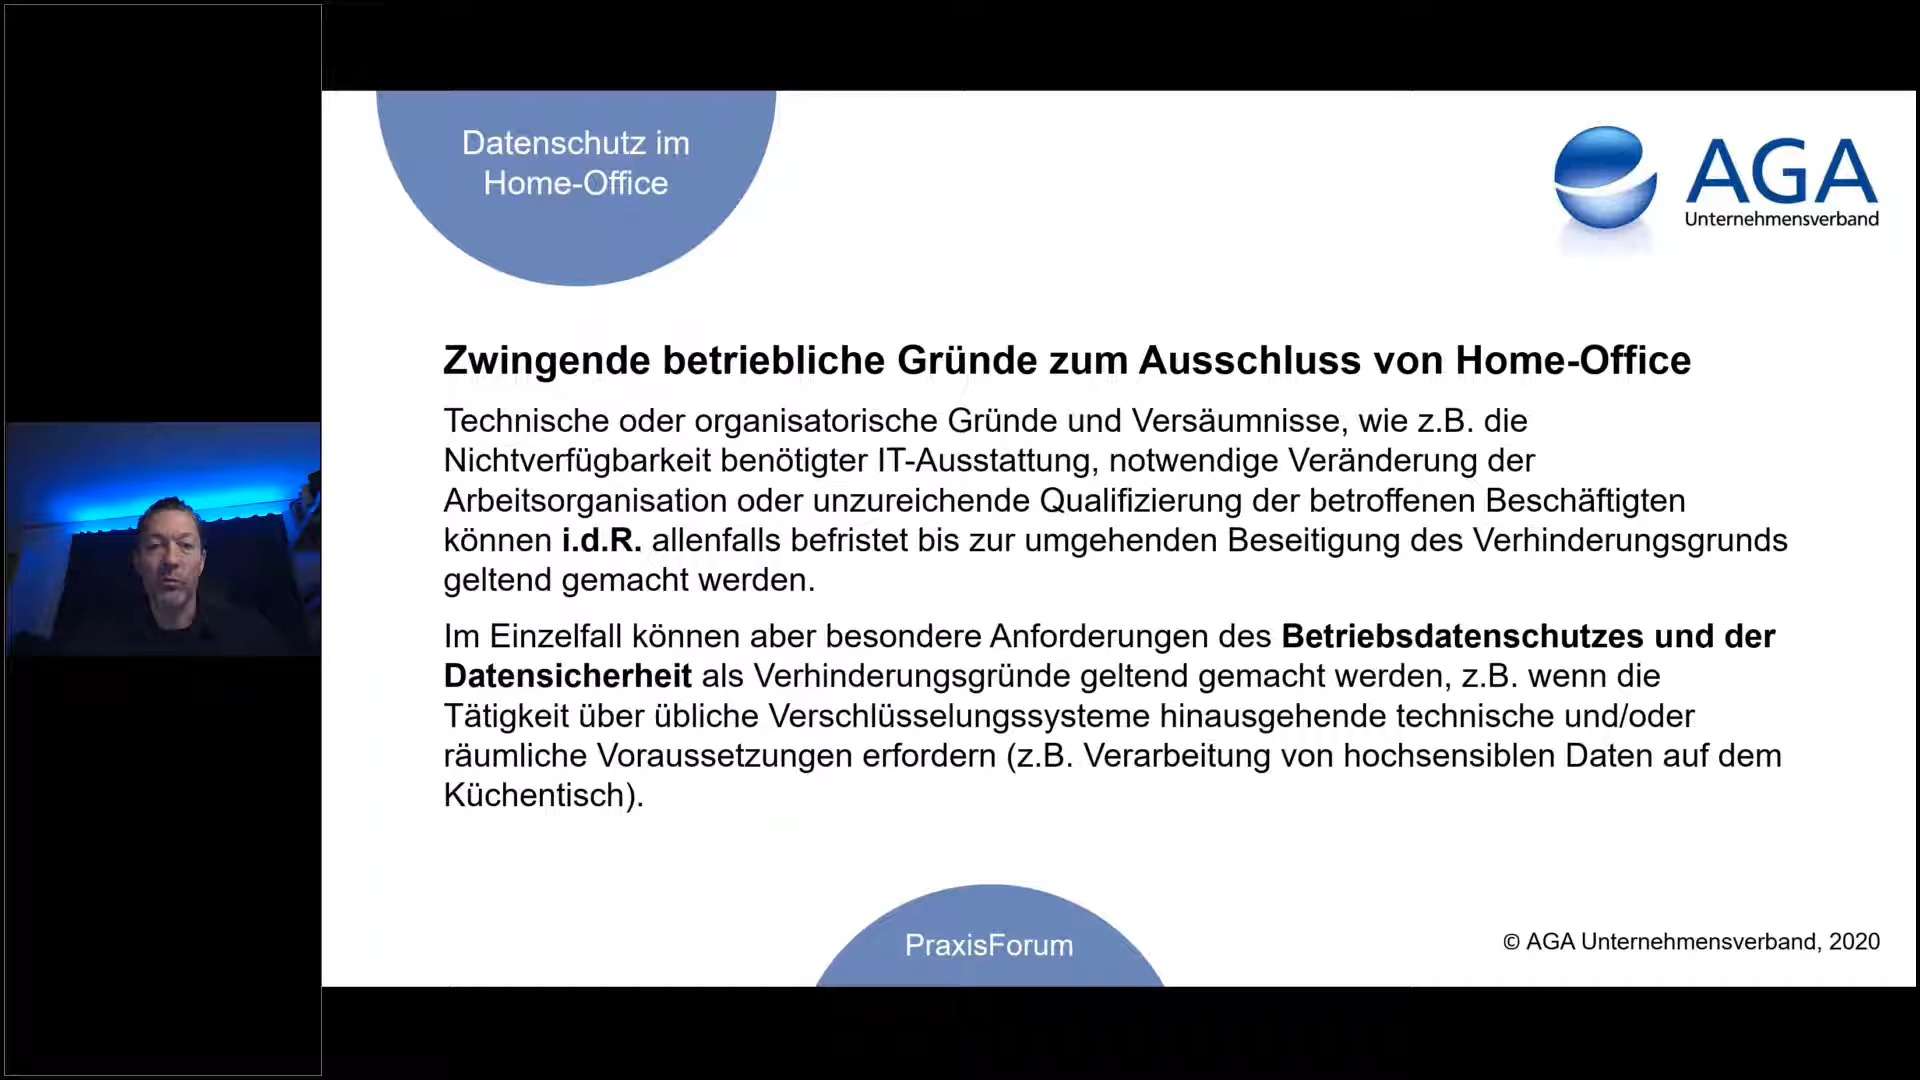 Datenschutz im
Home-Office
AGA
Unternehmensverband
Zwingende betriebliche Gründe zum Ausschluss von Home-Office
Technische oder organisatorische Gründe und Versäumnisse, wie z.B. die
Nichtverfügbarkeit benötigter IT-Ausstattung, notwendige Veränderung der
Arbeitsorganisation oder unzureichende Qualifizierung der betroffenen Beschäftigten
können i.d.R. allenfalls befristet bis zur umgehenden Beseitigung des Verhinderungsgrunds
geltend gemacht werden.
Im Einzelfall können aber besondere Anforderungen des Betriebsdatenschutzes und der
Datensicherheit als Verhinderungsgründe geltend gemacht werden, z.B. wenn die
Tätigkeit über übliche Verschlüsselungssysteme hinausgehende technische und/oder
räumliche Voraussetzungen erfordern (z.B. Verarbeitung von hochsensiblen Daten auf dem
Küchentisch).
PraxisForum
© AGA Unternehmensverband, 2020